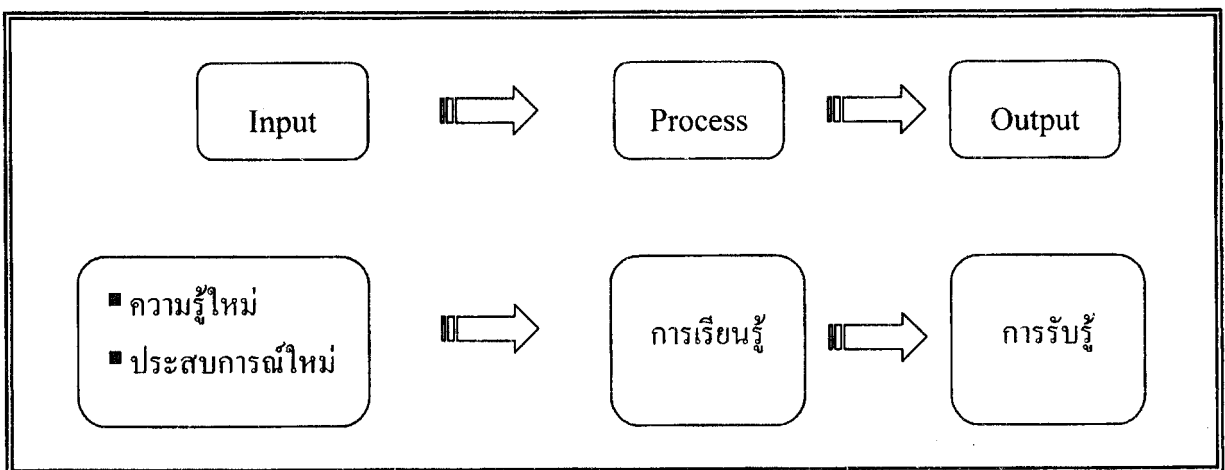 Input
Process
Output
▪ ความรู้ใหม่
▪ ประสบการณ์ใหม่
การเรียนรู้
การรับรู้